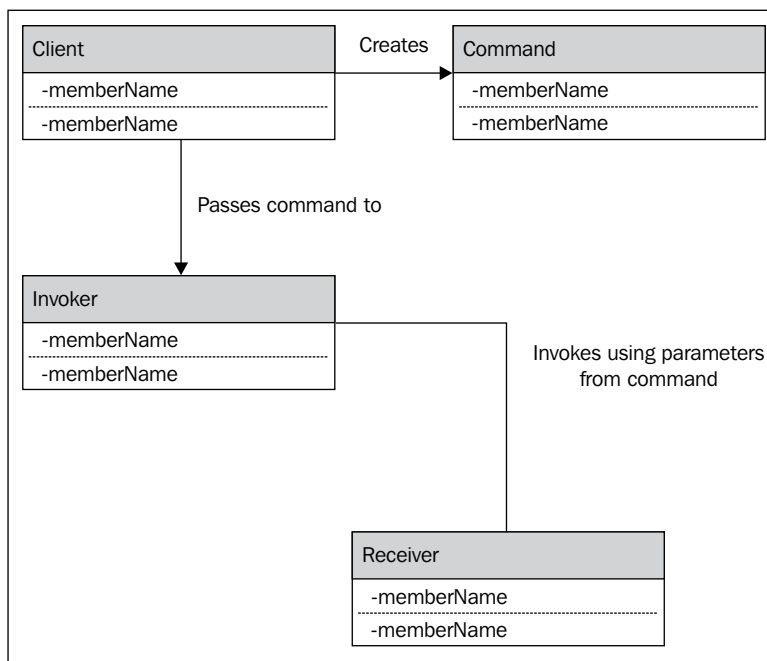 Client
-memberName
-memberName
Creates
Command
-memberName
-memberName
Passes command to
Invoker
-memberName
-memberName
Invokes using parameters
from command
Receiver
-memberName
-memberName